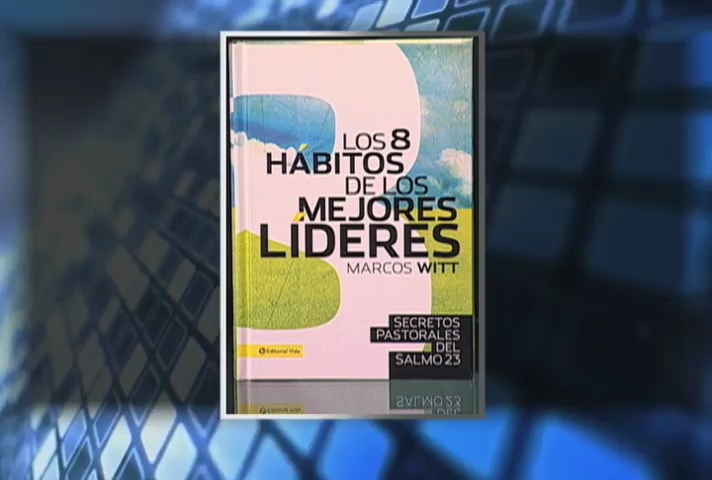 LOS 8
HÁBITOS
DE LOS
MEJORES
LÍDERES
MARCOS WITT
SECRETOS
PASTORALES
DEL
SALMO 23
Editorial Vida